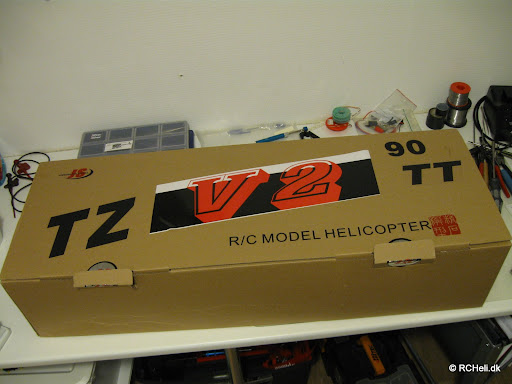 TZ
V2
90
TT
R/C MODEL HELICOPTER
© RCHeli.dk